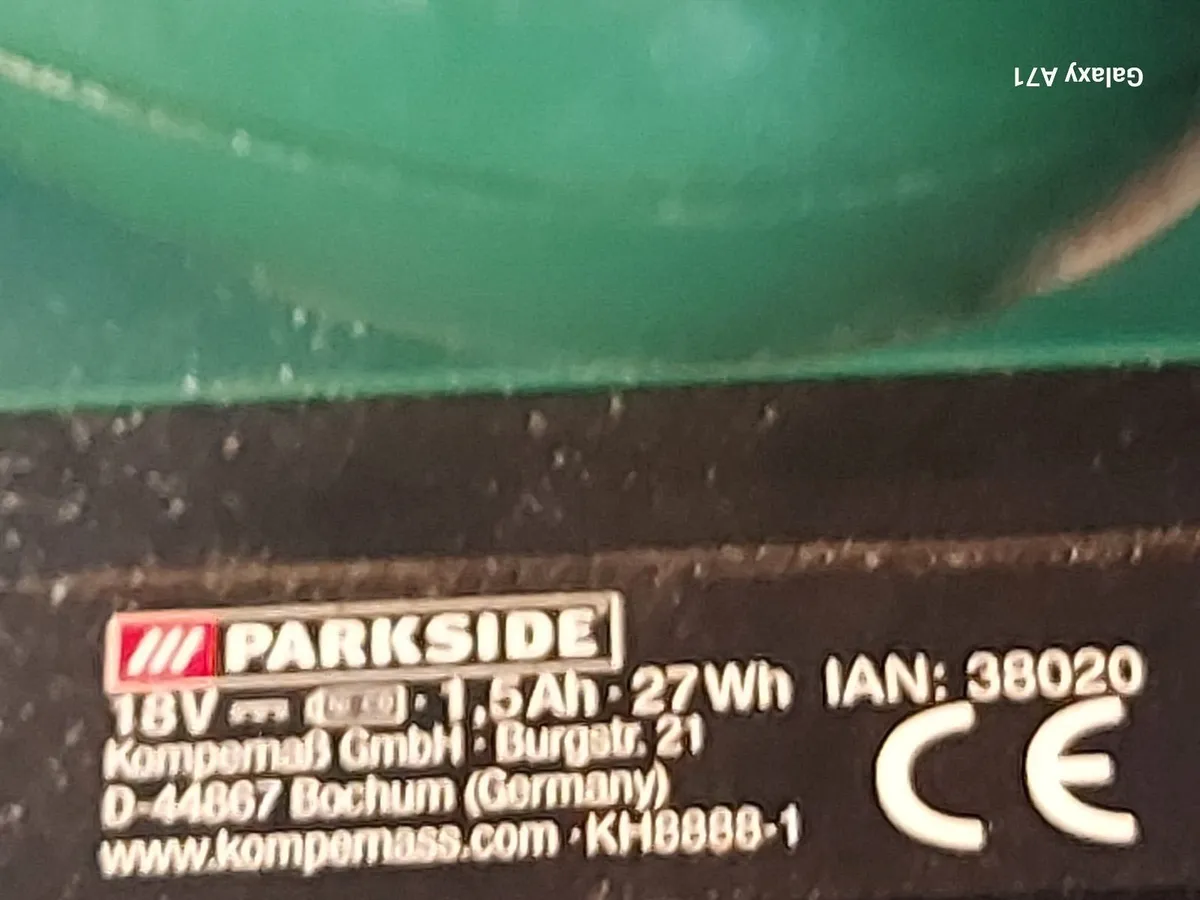 Galaxy A71
PARKSIDE
18V 1,5Ah · 27Wh IAN: 38020
Kompernaß GmbH · Burgstr. 21
D-44867 Bochum (Germany)
www.kompernass.com · KH8888-1
CE